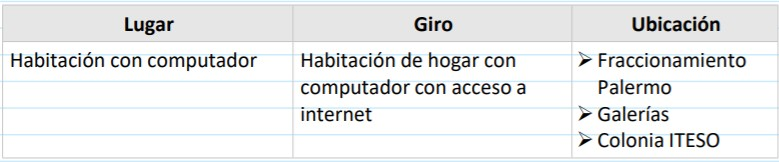 Lugar
Giro
Ubicación
Habitación con computador
Habitación de hogar con
computador con acceso a
internet
➤ Fraccionamiento
Palermo
➤ Galerías
➤ Colonia ITESO